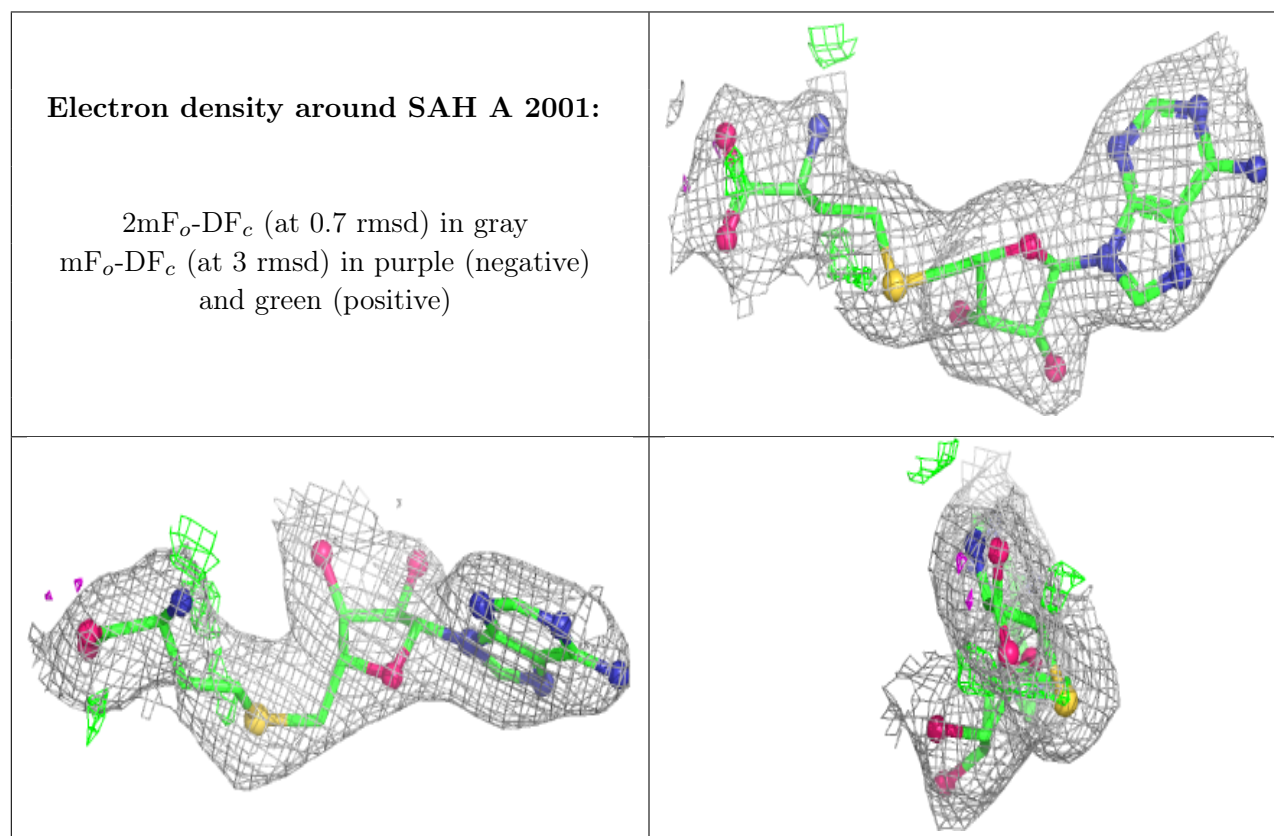 Electron density around SAH A 2001:
2mFₒ-DF𝒸 (at 0.7 rmsd) in gray
mFₒ-DF𝒸 (at 3 rmsd) in purple (negative)
and green (positive)